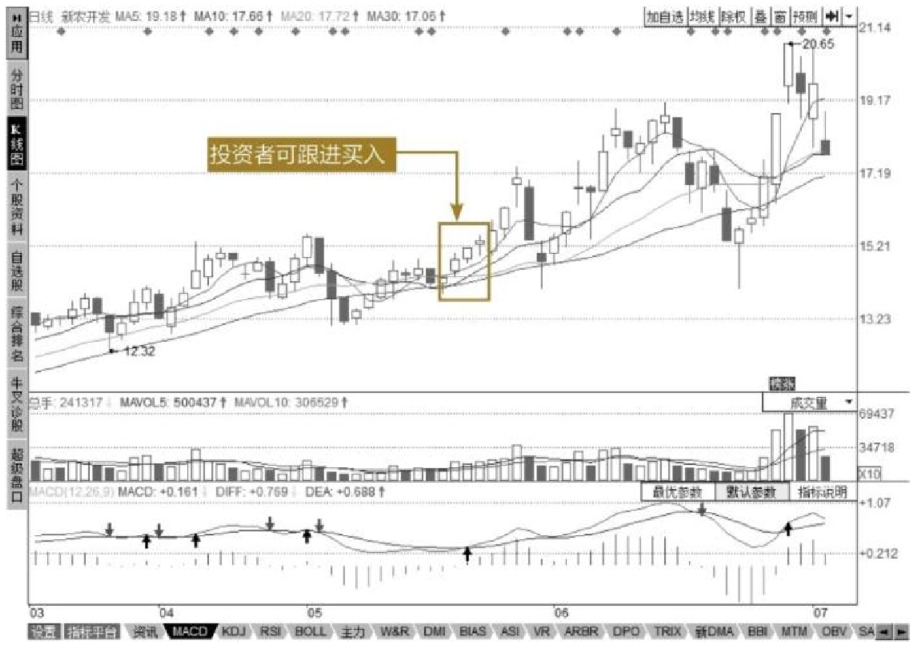 日线 新农开发 MA5: 19.18↑ MA10: 17.66↑ MA20: 17.72↑ MA30: 17.06↑
加自选 均线 除权 叠 窗 预测
应用
分时图
K线图
个股资料
自选股
综合排名
牛叉诊股
超级盘口
21.14
20.65
19.17
投资者可跟进买入
17.19
15.21
13.23
12.32
总手: 241317↓ MAVOL5: 500437↑ MAVOL10: 306529↑
成交量
69437
34718
X10
MACD(12,26,9) MACD: +0.161↓ DIFF: +0.769↓ DEA: +0.688↑
最优参数 默认参数 指标说明
+1.07
+0.212
03 04 05 06 07
设置 指标平台 资讯 MACD KDJ RSI BOLL 主力 W&R DMI BIAS ASI VR ARBR DPO TRIX 新DMA BBI MTM OBV SA